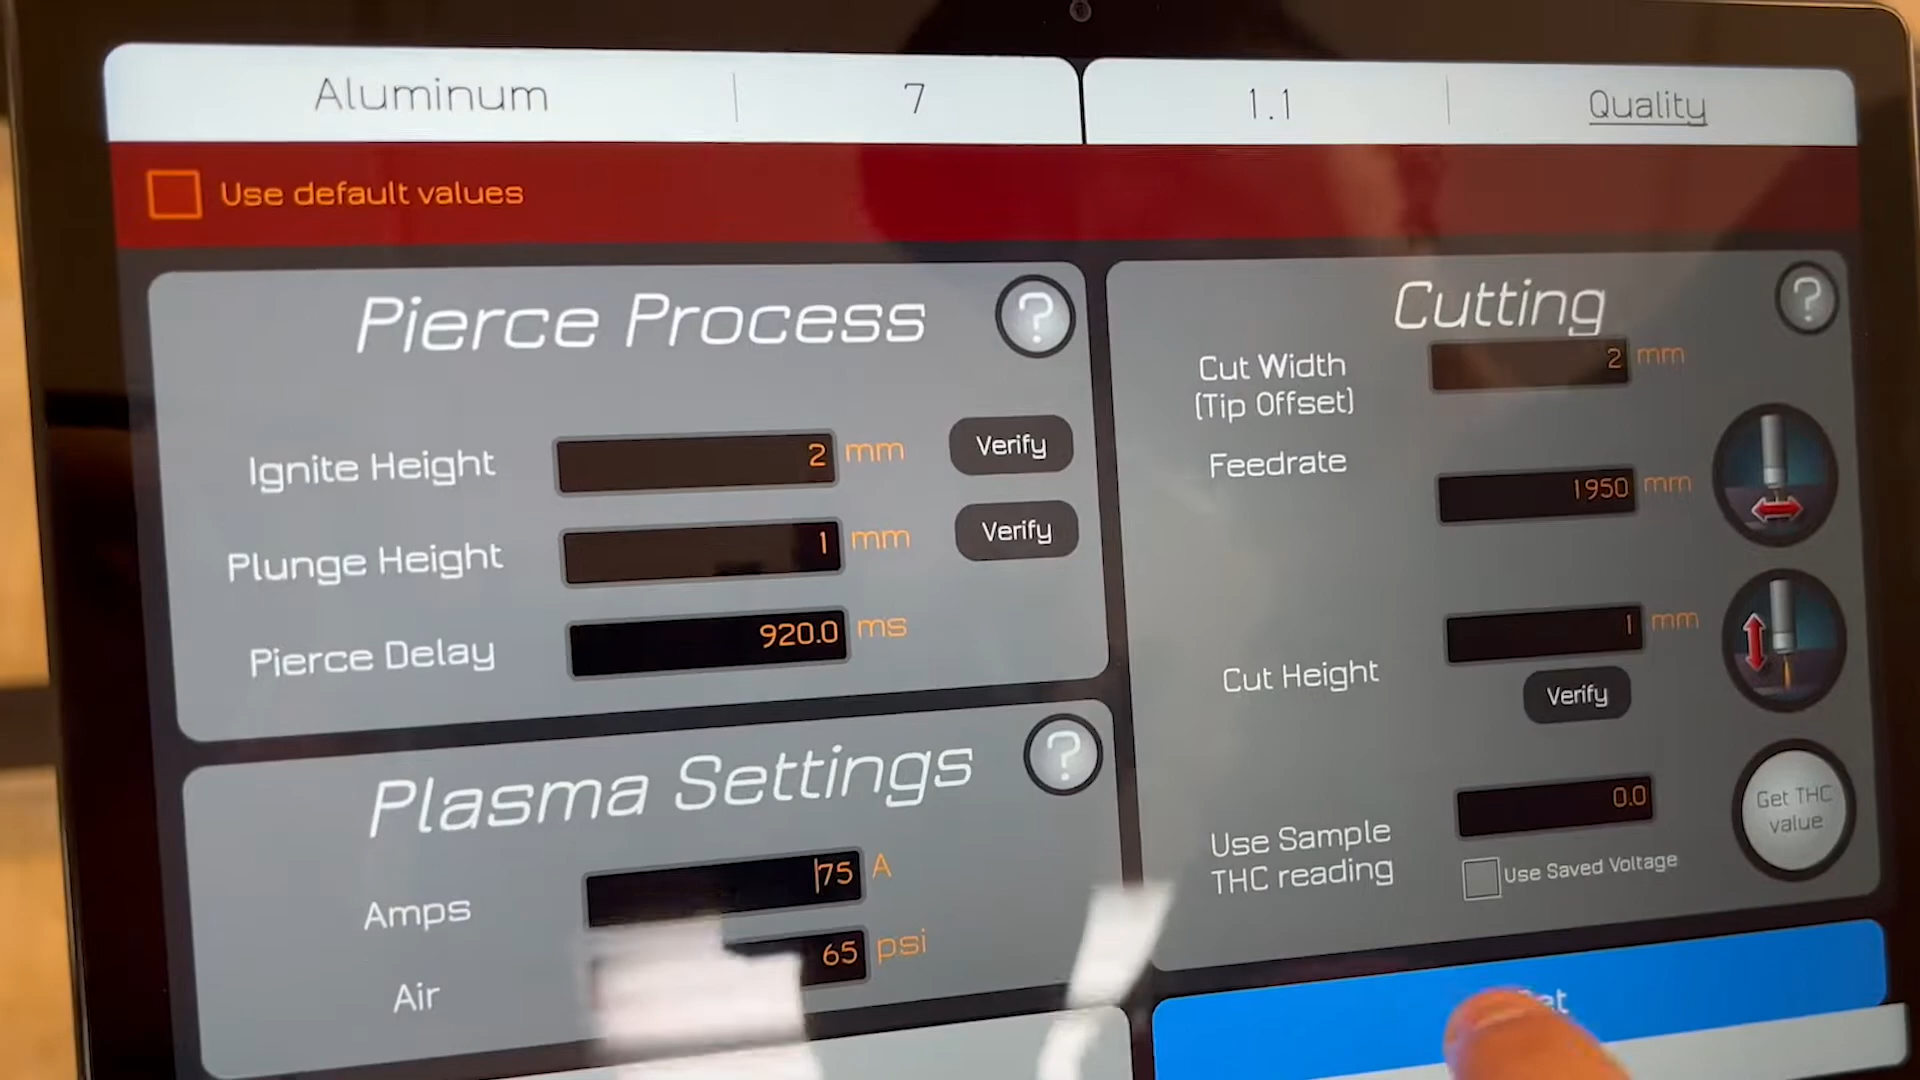 Aluminum 7 1.1 Quality
Use default values
Pierce Process ?
Ignite Height 2 mm Verify
Plunge Height 1 mm Verify
Pierce Delay 920.0 ms
Plasma Settings ?
Amps 75 A
Air 65 psi
Cutting ?
Cut Width 2 mm
(Tip Offset)
Feedrate 1950 mm
Cut Height 1 mm
Verify
Use Sample 0.0
THC reading
Use Saved Voltage
Get THC
value